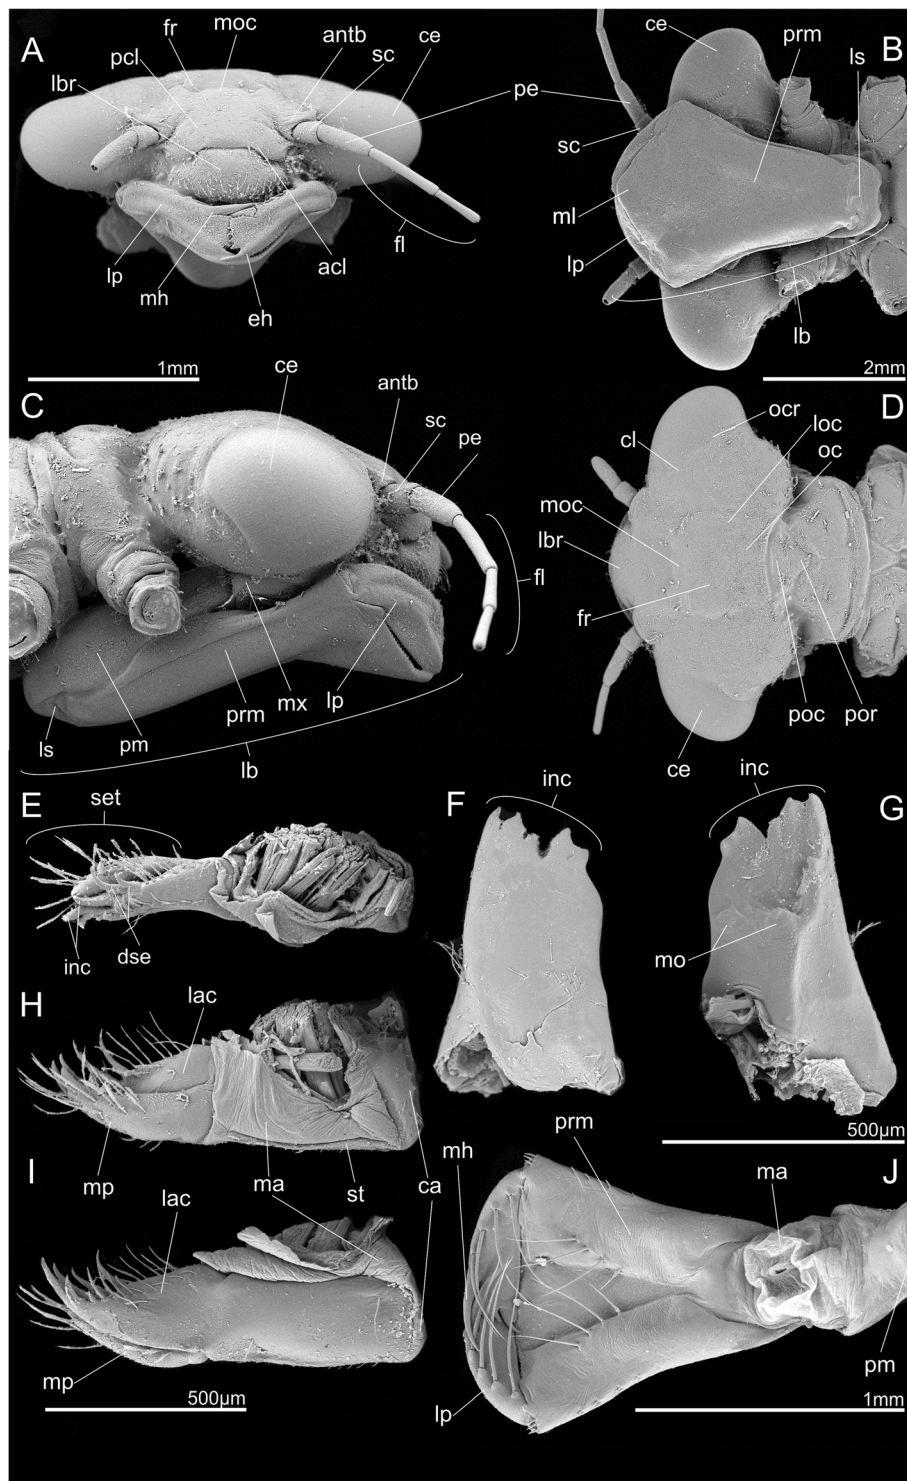 A
fr
moc
antb
sc
ce
pcl
lbr
pe
fl
lp
mh
eh
acl
1mm
B
ce
prm
ls
sc
ml
lp
lb
2mm
C
ce
antb
sc
pe
fl
ls
pm
prm
mx
lp
lb
D
ocr
loc
oc
cl
moc
lbr
fr
poc
por
ce
E
set
inc
dse
F
inc
G
inc
mo
500µm
H
lac
mp
ma
st
ca
I
lac
mp
500µm
J
mh
prm
ma
pm
lp
1mm